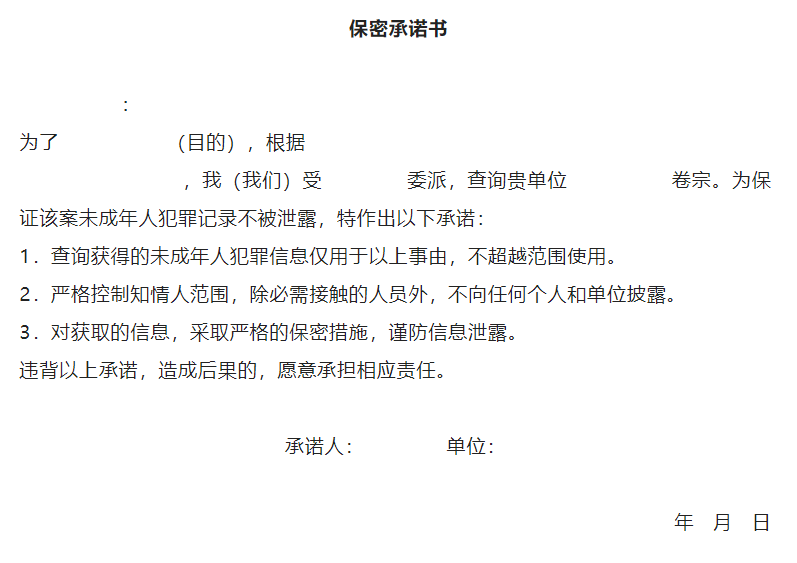 保密承诺书
：
为了 （目的），根据
，我（我们）受 委派，查询贵单位 卷宗。为保
证该案未成年人犯罪记录不被泄露，特作出以下承诺：
1．查询获得的未成年人犯罪信息仅用于以上事由，不超越范围使用。
2．严格控制知情人范围，除必需接触的人员外，不向任何个人和单位披露。
3．对获取的信息，采取严格的保密措施，谨防信息泄露。
违背以上承诺，造成后果的，愿意承担相应责任。
承诺人： 单位：
年 月 日